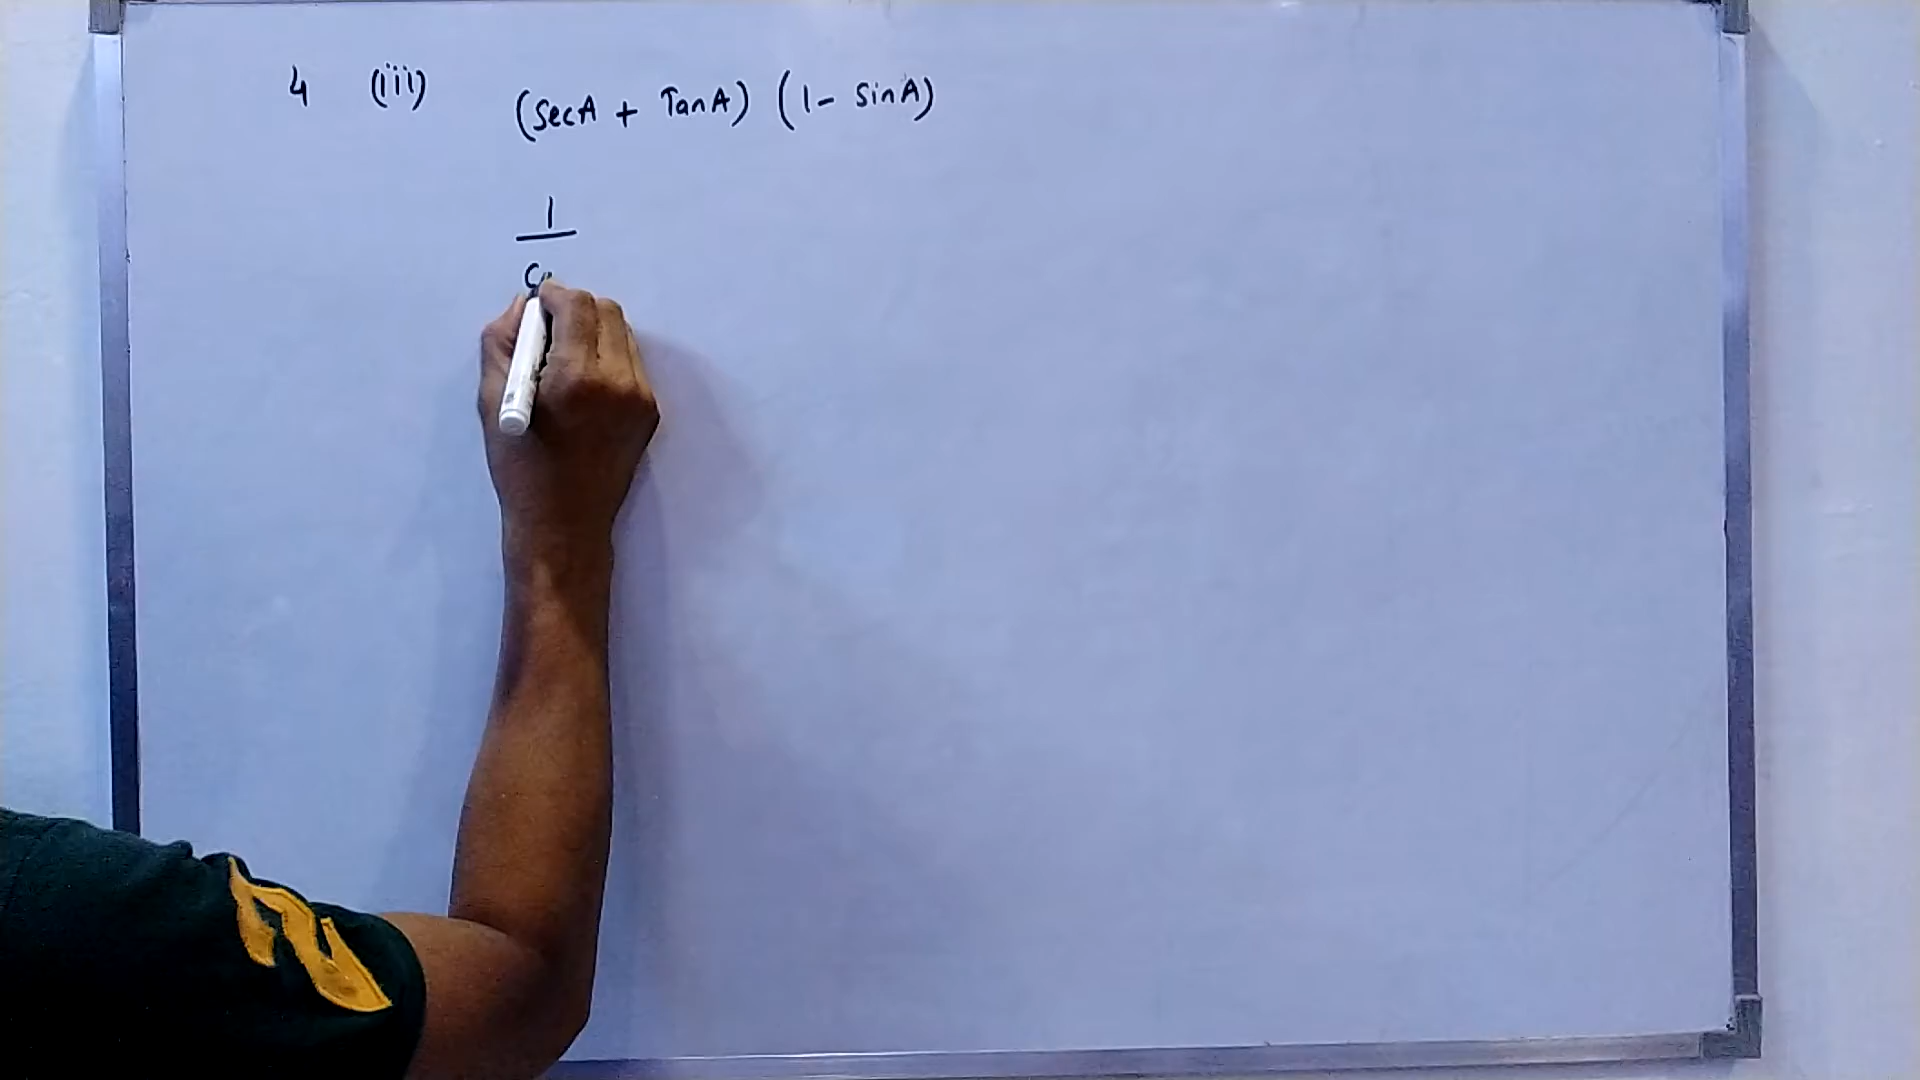 4 (iii) (SecA + TanA) (1 - SinA)
1